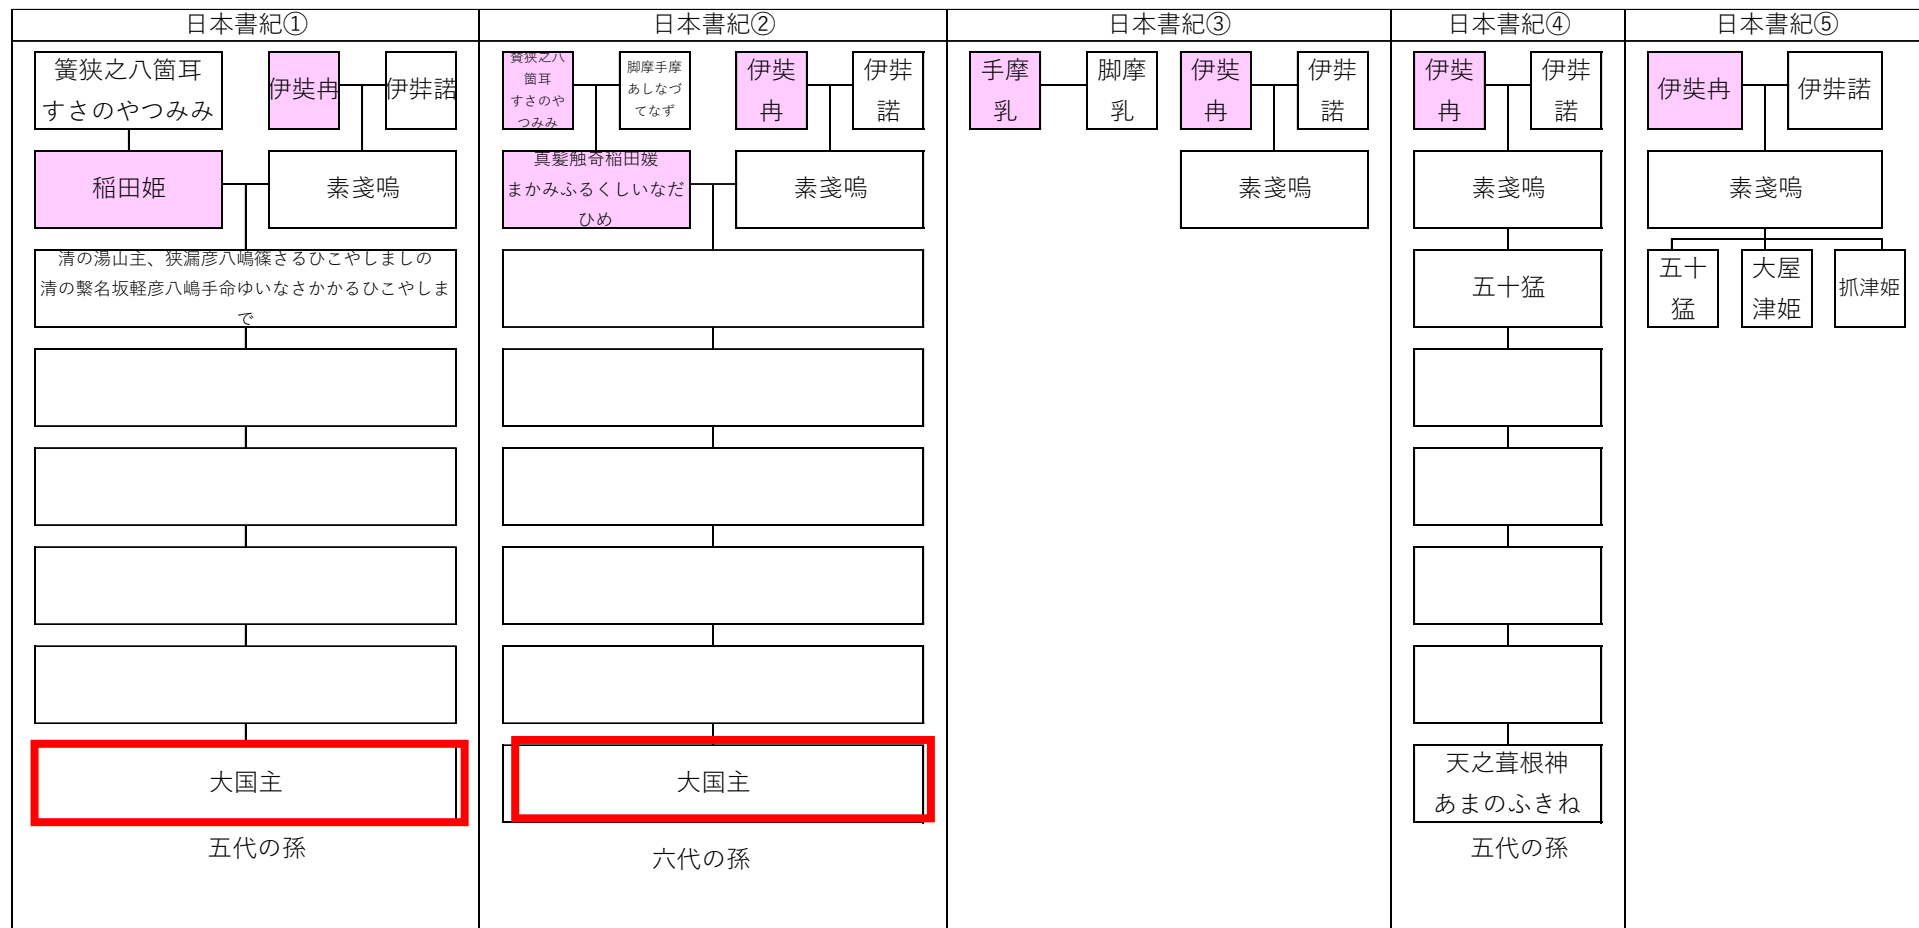 日本書紀①
日本書紀②
日本書紀③
日本書紀④
日本書紀⑤
簀狭之八箇耳
すさのやつみみ
伊奘冉
伊弉諾
稲田姫
素戔嗚
清の湯山主、狭漏彦八嶋篠さるひこやしましの
清の繋名坂軽彦八嶋手命ゆいなさかかるひこやしま
で
大国主
五代の孫
簀狭之八
箇耳
すさのや
つみみ
脚摩手摩
あしなづ
てなず
伊奘
冉
伊弉
諾
真髪触奇稲田媛
まかみふるくしいなだ
ひめ
素戔嗚
大国主
六代の孫
手摩
乳
脚摩
乳
伊奘
冉
伊弉
諾
素戔嗚
伊奘
冉
伊弉
諾
素戔嗚
五十猛
天之葺根神
あまのふきね
五代の孫
伊奘冉
伊弉諾
素戔嗚
五十
猛
大屋
津姫
抓津姫